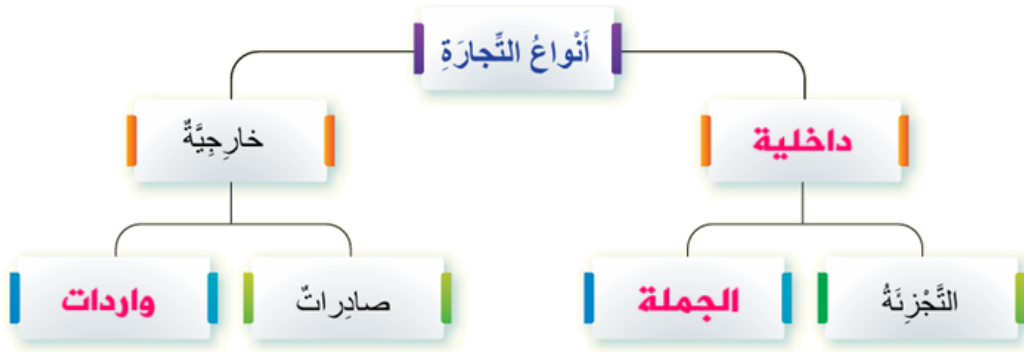 أَنْواعُ التِّجارَةِ
داخلية
خارِجِيَّةٌ
التَّجْزِئَةُ
الجملة
صادِراتٌ
واردات